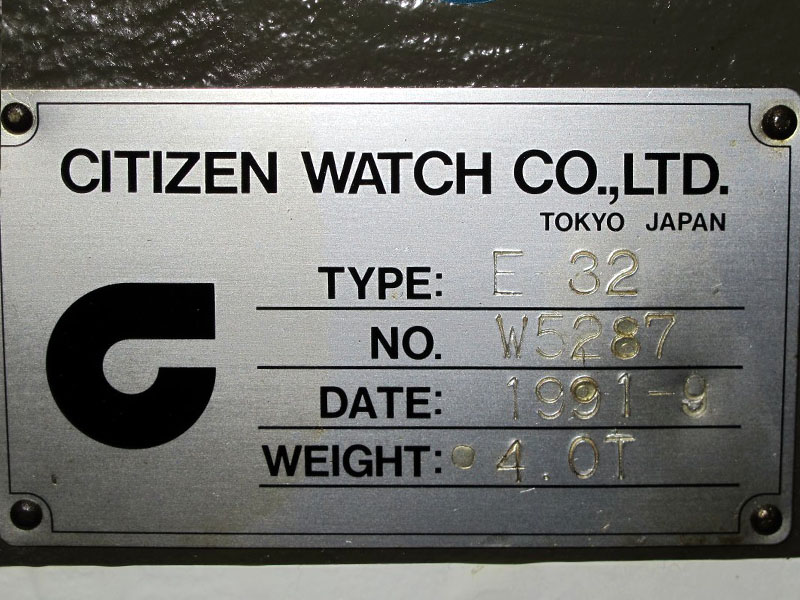 CITIZEN WATCH CO.,LTD.
TOKYO JAPAN
TYPE: E 32
NO. W5287
DATE: 1991-9
WEIGHT: 4.0T